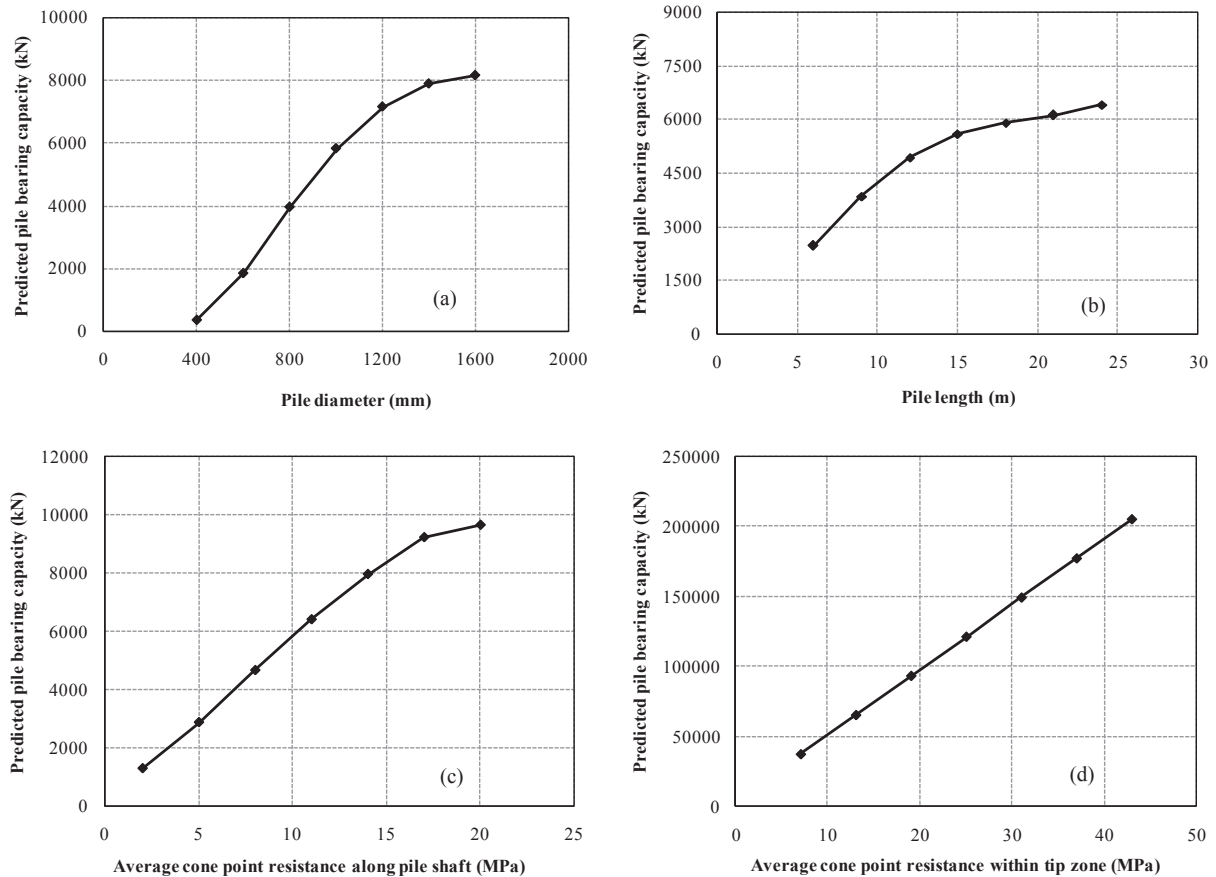 Predicted pile bearing capacity (kN)
10000
8000
6000
4000
2000
0
0 400 800 1200 1600 2000
Pile diameter (mm)
(a)
Predicted pile bearing capacity (kN)
9000
7500
6000
4500
3000
1500
0
0 5 10 15 20 25 30
Pile length (m)
(b)
Predicted pile bearing capacity (kN)
12000
10000
8000
6000
4000
2000
0
0 5 10 15 20 25
Average cone point resistance along pile shaft (MPa)
(c)
Predicted pile bearing capacity (kN)
250000
200000
150000
100000
50000
0
0 10 20 30 40 50
Average cone point resistance within tip zone (MPa)
(d)